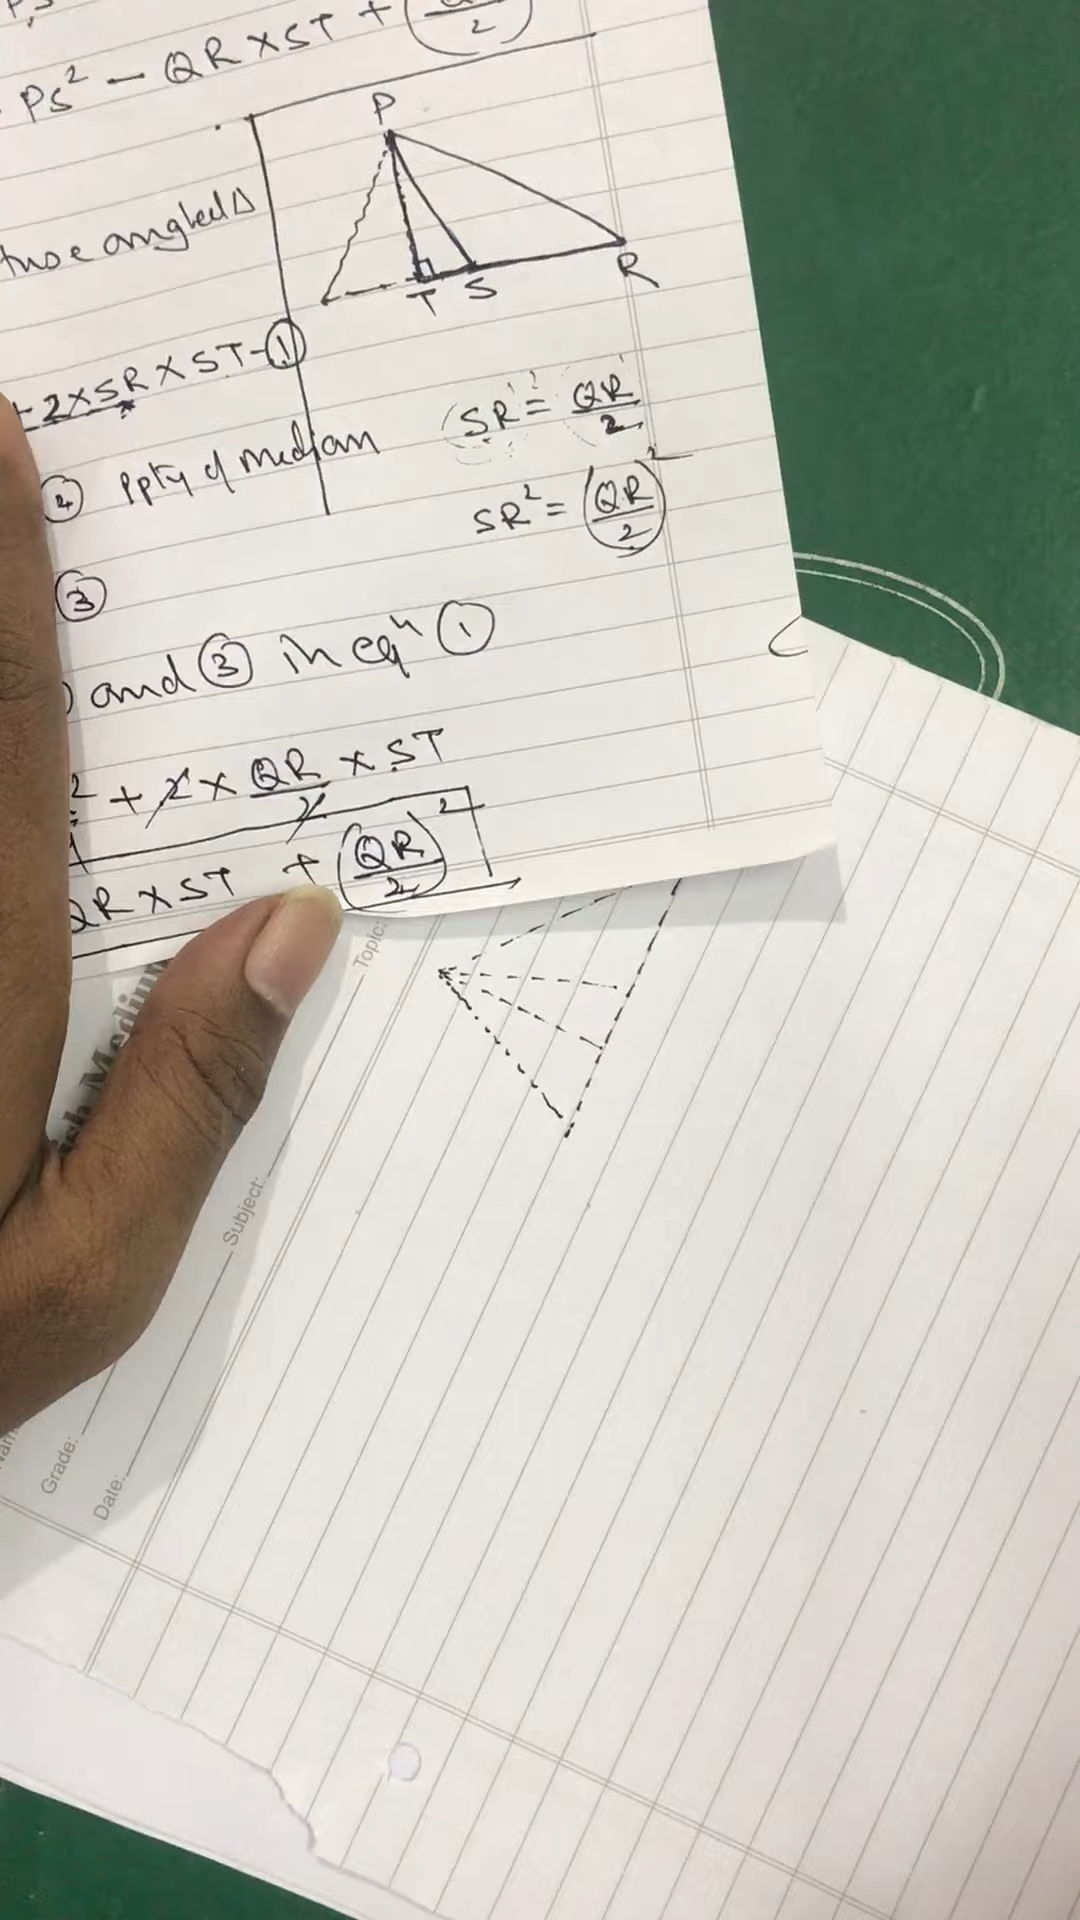 PS² − QR × ST + ( 2 )
P
angled Δ
T S R
2 × SR × ST − ①
SR = QR/2
② Ppty of median
SR² = (QR/2)²
③
and ③ in eqⁿ ①
² + 2 × QR/2 × ST
QR × ST + (QR/2)²
Topic:
Subject:
Grade:
Date: